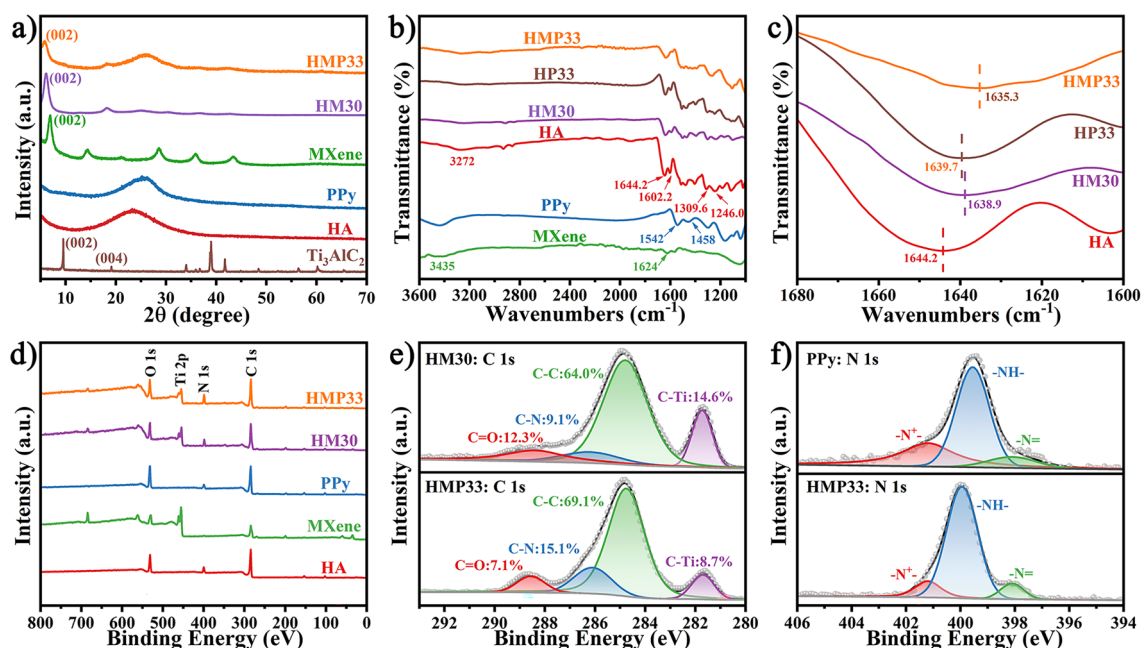 a)
(002)
HMP33
(002)
HM30
(002)
MXene
PPy
HA
(002)
(004)
Ti₃AlC₂
10 20 30 40 50 60 70
2θ (degree)
Intensity (a.u.)
b)
HMP33
HP33
HM30
HA
3272
1644.2
1602.2
1309.6
1246.0
PPy
1542
1458
MXene
3435
1624
3600 2800 2000 1600 1200
Wavenumbers (cm⁻¹)
Transmittance (%)
c)
HMP33
1635.3
HP33
1639.7
HM30
1638.9
HA
1644.2
1680 1660 1640 1620 1600
Wavenumbers (cm⁻¹)
Transmittance (%)
d)
O 1s
Ti 2p
N 1s
C 1s
HMP33
HM30
PPy
MXene
HA
800 700 600 500 400 300 200 100 0
Binding Energy (eV)
Intensity (a.u.)
e)
HM30: C 1s
C-C:64.0%
C-Ti:14.6%
C-N:9.1%
C=O:12.3%
HMP33: C 1s
C-C:69.1%
C-N:15.1%
C=O:7.1%
C-Ti:8.7%
292 290 288 286 284 282 280
Binding Energy (eV)
Intensity (a.u.)
f)
PPy: N 1s
-NH-
-N⁺-
-N=
HMP33: N 1s
-NH-
-N⁺-
-N=
406 404 402 400 398 396 394
Binding Energy (eV)
Intensity (a.u.)